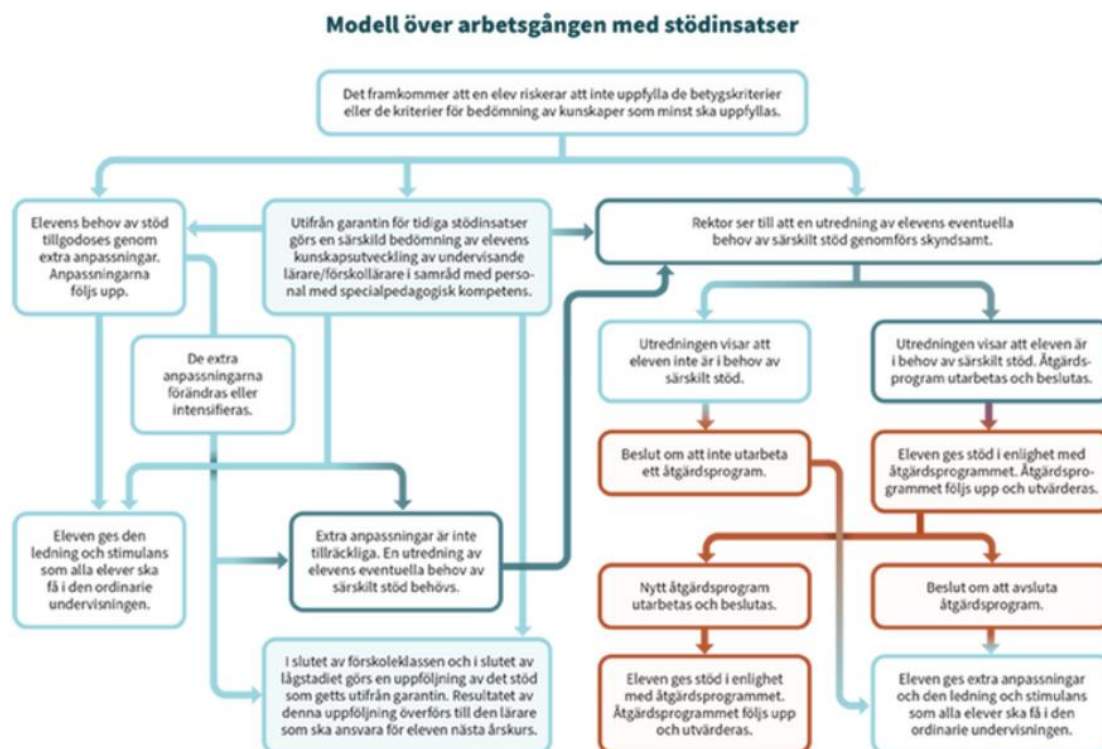 Modell över arbetsgången med stödinsatser
Det framkommer att en elev riskerar att inte uppfylla de betygskriterier
eller de kriterier för bedömning av kunskaper som minst ska uppfyllas.
Elevens behov av stöd
tillgodoses genom
extra anpassningar.
Anpassningarna
följs upp.
Utifrån garantin för tidiga stödinsatser
görs en särskild bedömning av elevens
kunskapsutveckling av undervisande
lärare/förskollärare i samråd med perso-
nal med specialpedagogisk kompetens.
Rektor ser till att en utredning av elevens eventuella
behov av särskilt stöd genomförs skyndsamt.
De extra
anpassningarna
förändras eller
intensifieras.
Utredningen visar att
eleven inte är i behov av
särskilt stöd.
Utredningen visar att eleven är
i behov av särskilt stöd. Åtgärds-
program utarbetas och beslutas.
Beslut om att inte utarbeta
ett åtgärdsprogram.
Eleven ges stöd i enlighet med
åtgärdsprogrammet. Åtgärdspro-
grammet följs upp och utvärderas.
Eleven ges den
ledning och stimulans
som alla elever ska
få i den ordinarie
undervisningen.
Extra anpassningar är inte
tillräckliga. En utredning av
elevens eventuella behov av
särskilt stöd behövs.
Nytt åtgärdsprogram
utarbetas och beslutas.
Beslut om att avsluta
åtgärdsprogram.
I slutet av förskoleklassen och i slutet av
lågstadiet görs en uppföljning av det stöd
som getts utifrån garantin. Resultatet av
denna uppföljning överförs till den lärare
som ska ansvara för eleven nästa årskurs.
Eleven ges stöd i enlighet
med åtgärdsprogrammet.
Åtgärdsprogrammet följs upp
och utvärderas.
Eleven ges extra anpassningar
och den ledning och stimulans
som alla elever ska få i den
ordinarie undervisningen.